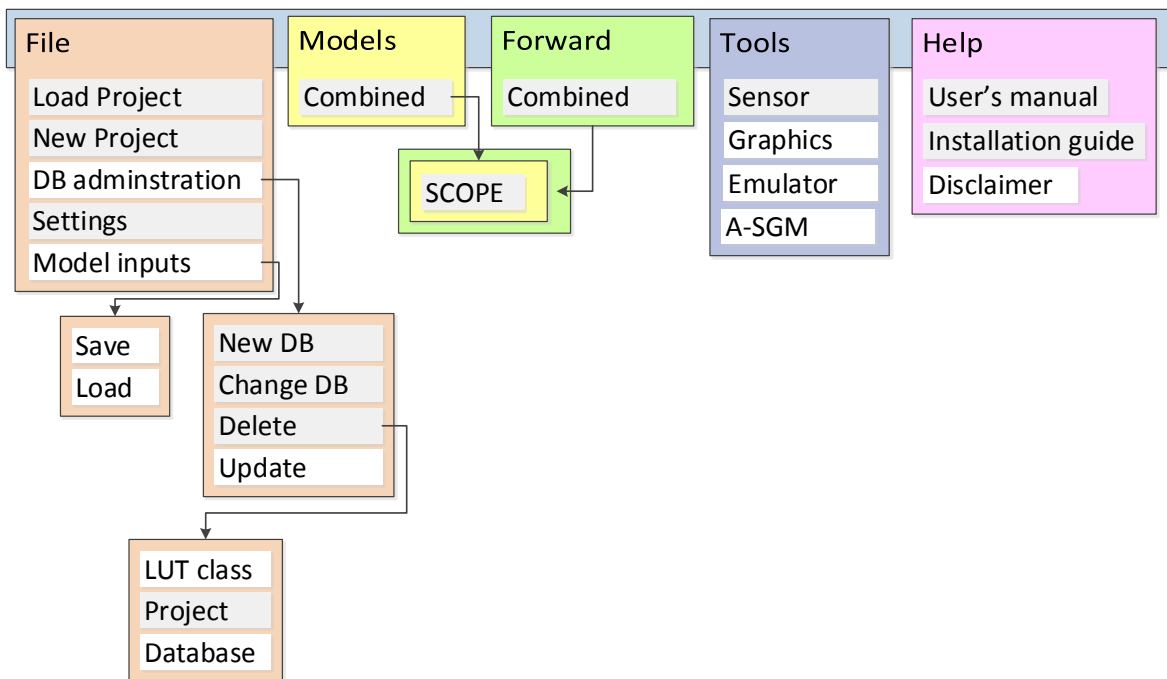 File
Load Project
New Project
DB adminstration
Settings
Model inputs
Models
Combined
Forward
Combined
SCOPE
Tools
Sensor
Graphics
Emulator
A-SGM
Help
User’s manual
Installation guide
Disclaimer
Save
Load
New DB
Change DB
Delete
Update
LUT class
Project
Database